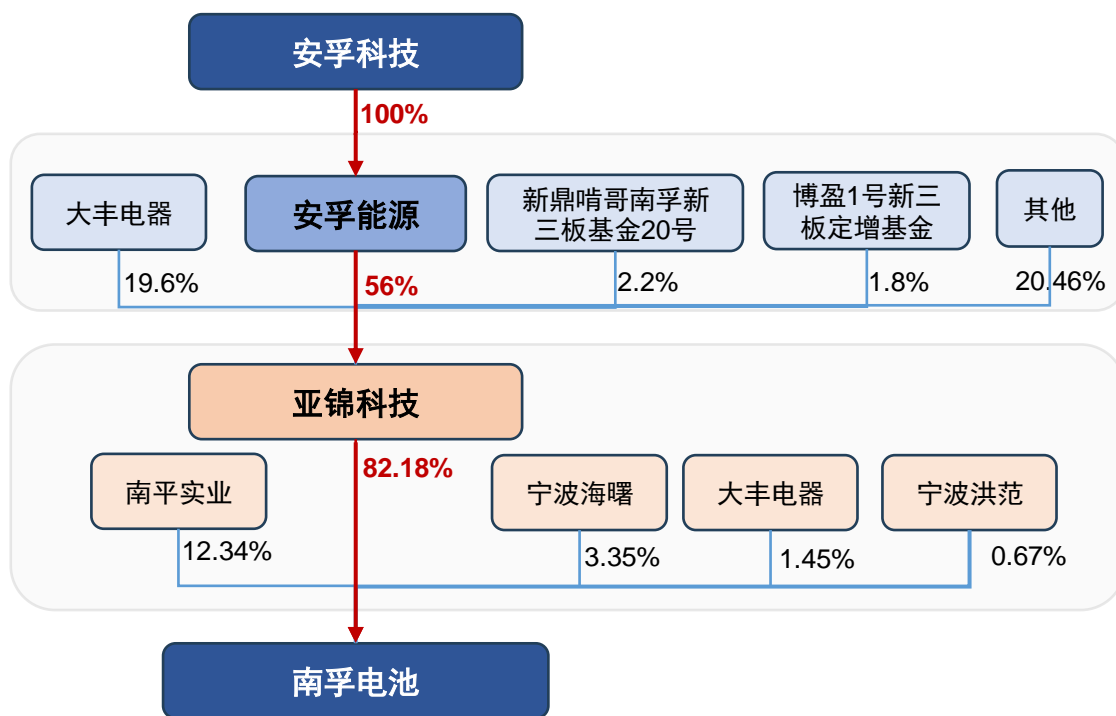 安孚科技
100%
大丰电器
安孚能源
新鼎啃哥南孚新
三板基金20号
博盈1号新三
板定增基金
其他
19.6%
56%
2.2%
1.8%
20.46%
亚锦科技
82.18%
南平实业
宁波海曙
大丰电器
宁波洪范
12.34%
3.35%
1.45%
0.67%
南孚电池